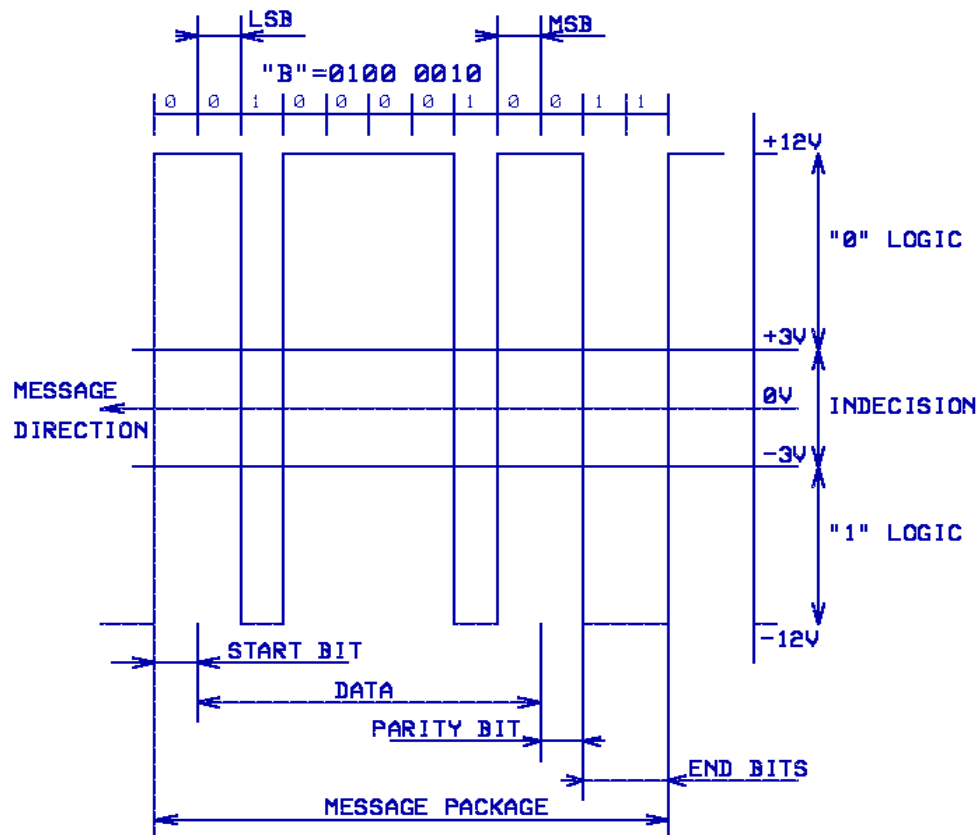 LSB
MSB
"B"=0100 0010
0 0 1 0 0 0 0 1 0 0 1 1
+12V
"0" LOGIC
+3V
MESSAGE
DIRECTION
0V
INDECISION
-3V
"1" LOGIC
-12V
START BIT
DATA
PARITY BIT
END BITS
MESSAGE PACKAGE